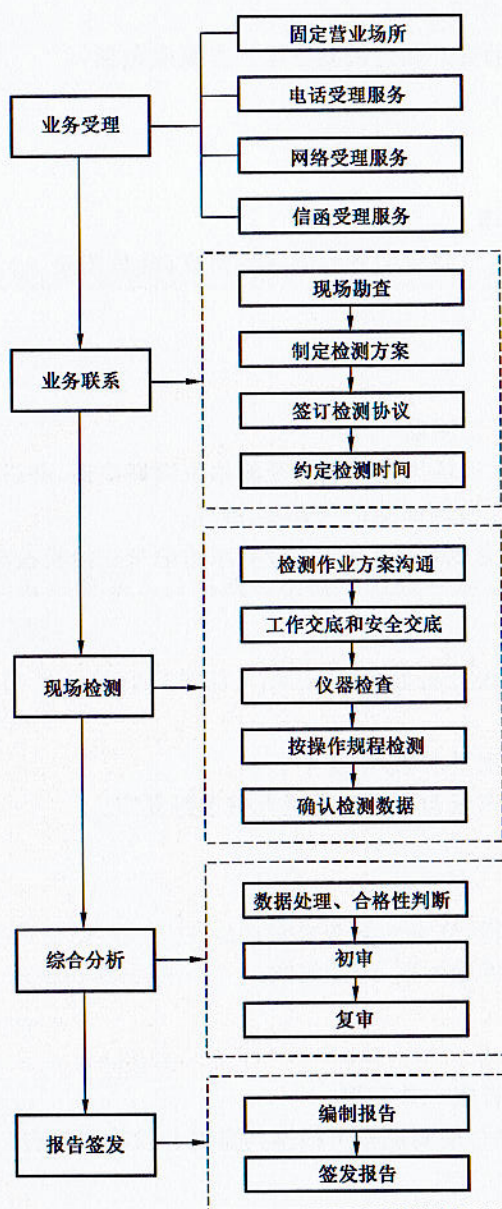 固定营业场所
电话受理服务
业务受理
网络受理服务
信函受理服务
现场勘查
制定检测方案
业务联系
签订检测协议
约定检测时间
检测作业方案沟通
工作交底和安全交底
现场检测
仪器检查
按操作规程检测
确认检测数据
数据处理、合格性判断
综合分析
初审
复审
编制报告
报告签发
签发报告